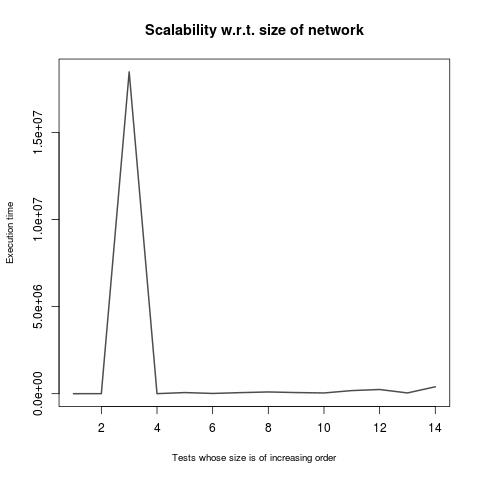 Scalability w.r.t. size of network
Execution time
1.5e+07
1.0e+07
5.0e+06
0.0e+00
2 4 6 8 10 12 14
Tests whose size is of increasing order